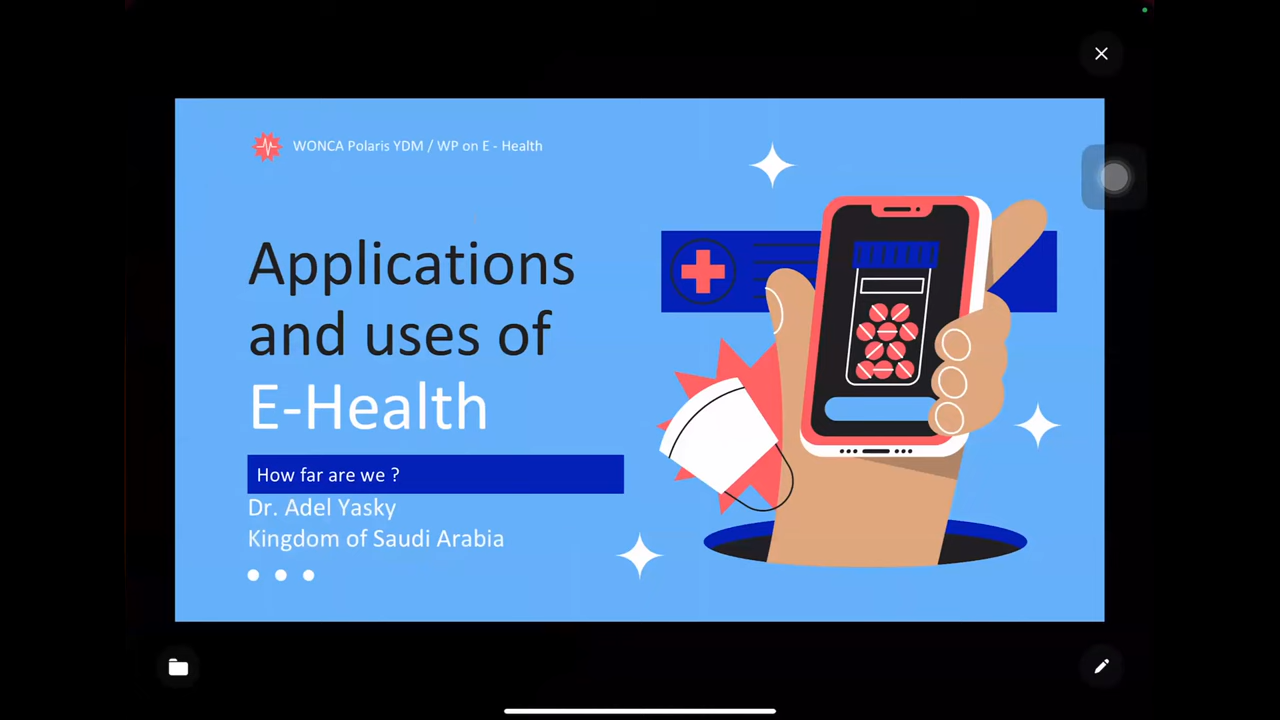 WONCA Polaris YDM / WP on E - Health
Applications
and uses of
E-Health
How far are we ?
Dr. Adel Yasky
Kingdom of Saudi Arabia